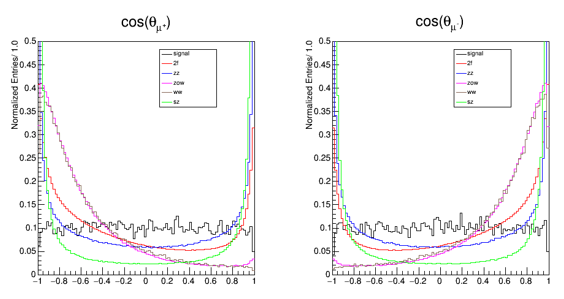 cos(θμ+)
Normalized Entries/ 1.0
0.5
0.45
0.4
0.35
0.3
0.25
0.2
0.15
0.1
0.05
0
signal
2f
zz
zow
ww
sz
−1 −0.8 −0.6 −0.4 −0.2 0 0.2 0.4 0.6 0.8 1
cos(θμ-)
Normalized Entries/ 1.0
0.5
0.45
0.4
0.35
0.3
0.25
0.2
0.15
0.1
0.05
0
signal
2f
zz
zow
ww
sz
−1 −0.8 −0.6 −0.4 −0.2 0 0.2 0.4 0.6 0.8 1